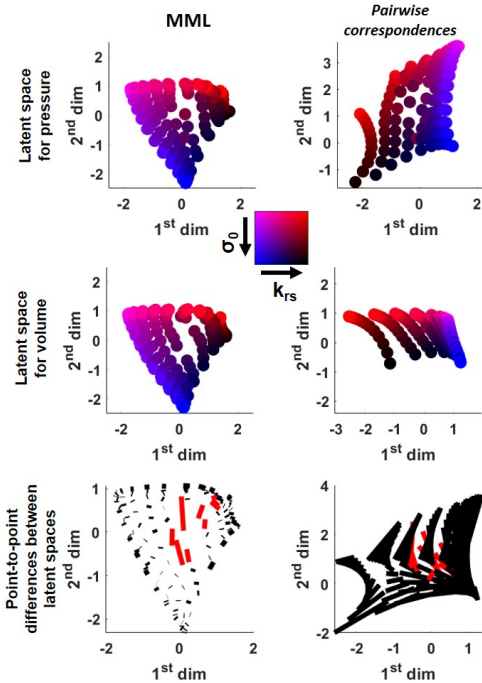 MML
Pairwise
correspondences
Latent space
for pressure
2nd dim
2
1
0
-1
-2
-2
0
2
1st dim
2nd dim
3
2
1
0
-1
-2
0
2
1st dim
σ0
krs
Latent space
for volume
2nd dim
2
1
0
-1
-2
-2
0
2
1st dim
2nd dim
2
1
0
-1
-2
-3
-2
-1
0
1
1st dim
Point-to-point
differences between
latent spaces
2nd dim
1
0
-1
-2
-2
-1
0
1
2
1st dim
2nd dim
4
2
0
-2
-2
-1
0
1
1st dim